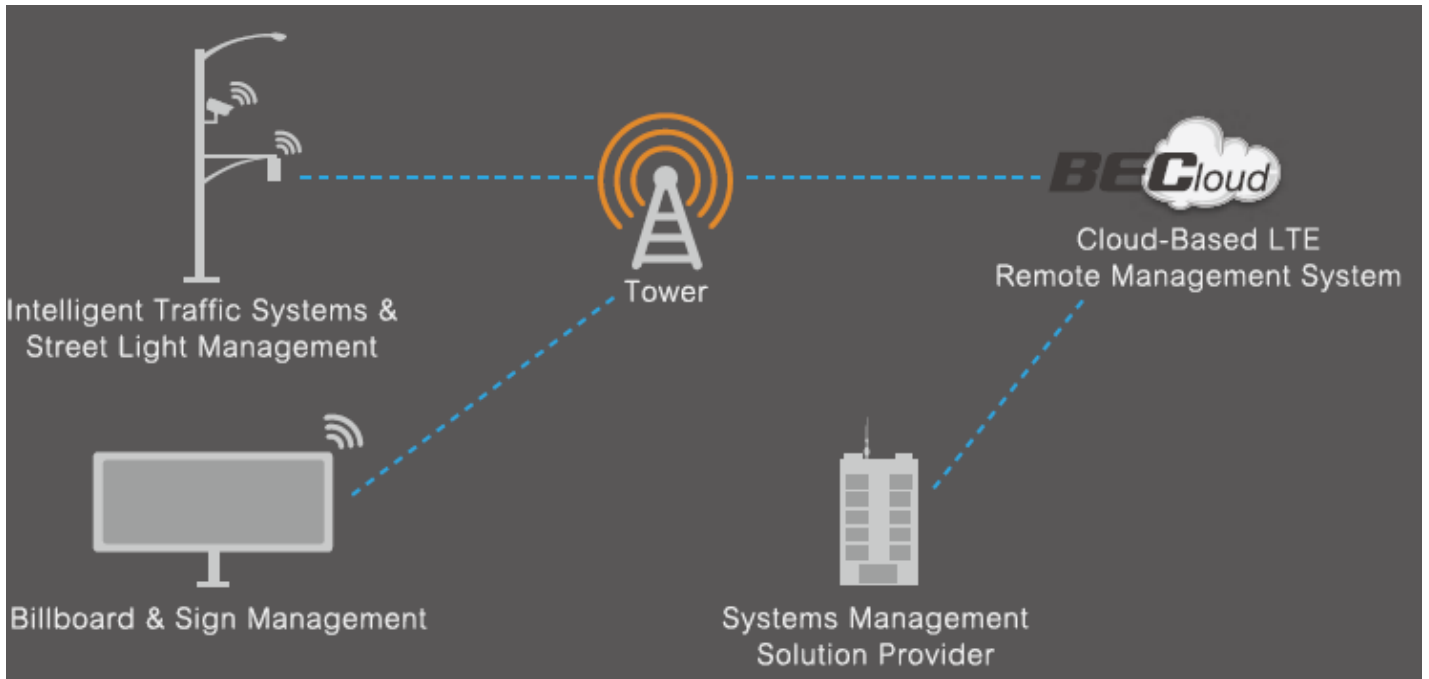 BECloud
Cloud-Based LTE
Remote Management System
Tower
Intelligent Traffic Systems &
Street Light Management
Billboard & Sign Management
Systems Management
Solution Provider